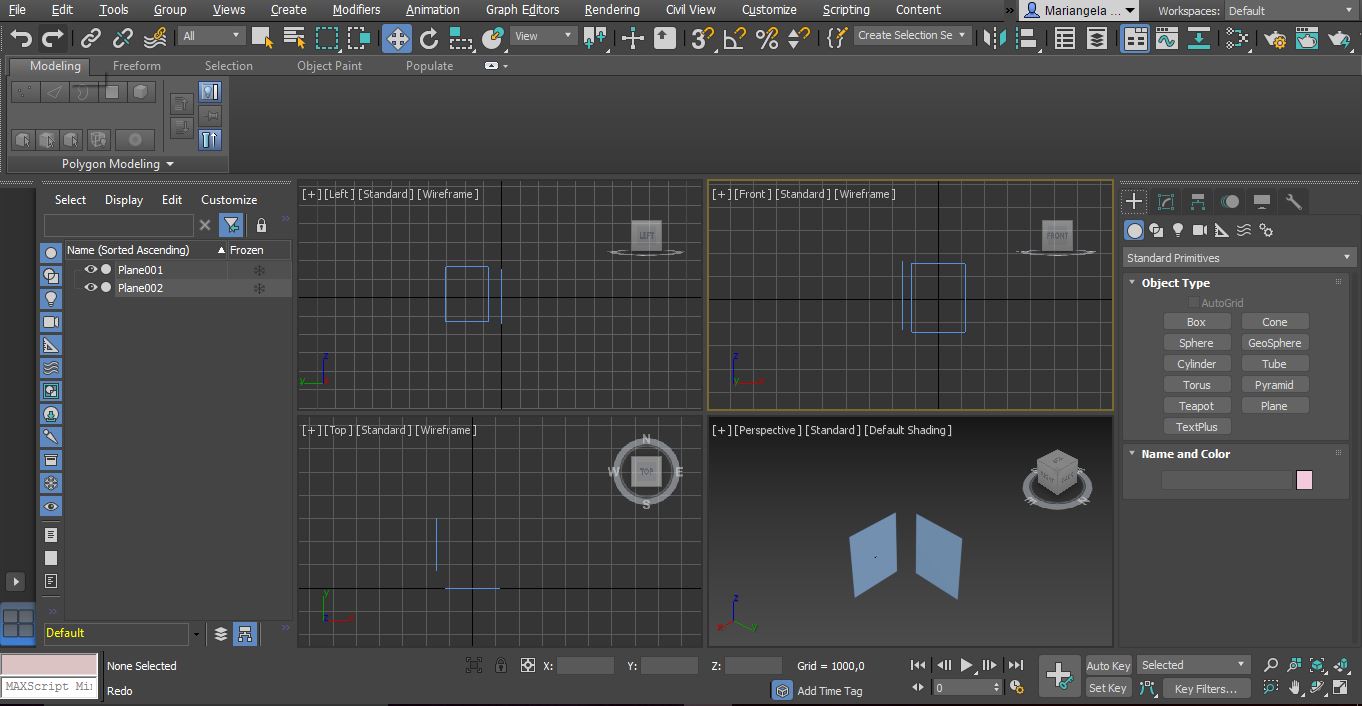 File Edit Tools Group Views Create Modifiers Animation Graph Editors Rendering Civil View Customize Scripting Content » Mariangela Workspaces: Default
All View Create Selection Se
Modeling Freeform Selection Object Paint Populate
Polygon Modeling
Select Display Edit Customize
Name (Sorted Ascending) Frozen
Plane001
Plane002
Default
[+] [Left] [Standard] [Wireframe]
LEFT
z
y x
[+] [Front] [Standard] [Wireframe]
FRONT
z
y x
[+] [Top] [Standard] [Wireframe]
N
W TOP E
S
y
z x
[+] [Perspective] [Standard] [Default Shading]
z
x y
Standard Primitives
Object Type
AutoGrid
Box Cone
Sphere GeoSphere
Cylinder Tube
Torus Pyramid
Teapot Plane
TextPlus
Name and Color
None Selected X: Y: Z: Grid = 1000,0 Auto Key Selected
MAXScript Mi Redo Add Time Tag 0 Set Key Key Filters...